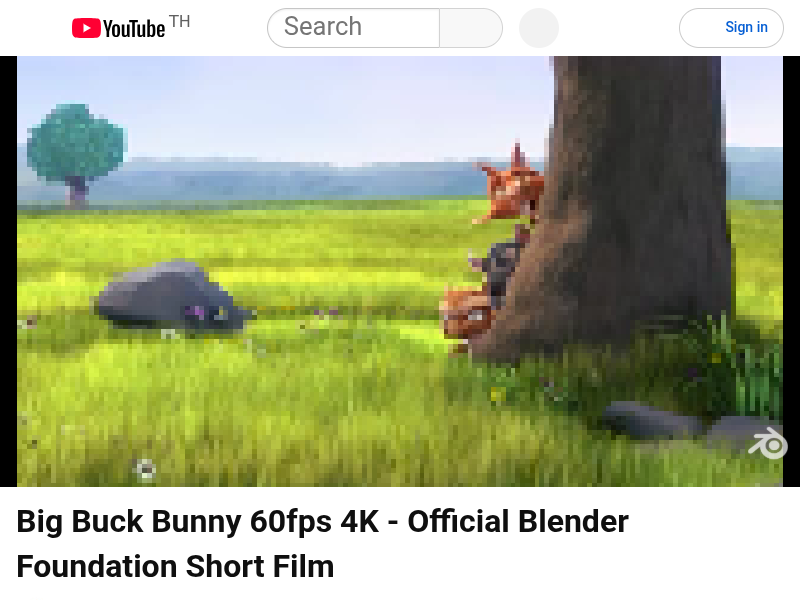 YouTube TH
Search
Sign in
Big Buck Bunny 60fps 4K - Official Blender
Foundation Short Film